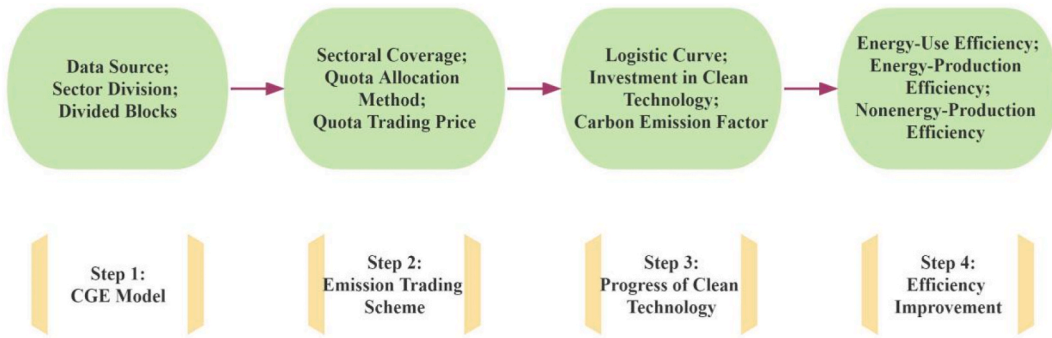 Data Source;
Sector Division;
Divided Blocks
Sectoral Coverage;
Quota Allocation
Method;
Quota Trading Price
Logistic Curve;
Investment in Clean
Technology;
Carbon Emission Factor
Energy-Use Efficiency;
Energy-Production
Efficiency;
Nonenergy-Production
Efficiency
Step 1:
CGE Model
Step 2:
Emission Trading
Scheme
Step 3:
Progress of Clean
Technology
Step 4:
Efficiency
Improvement